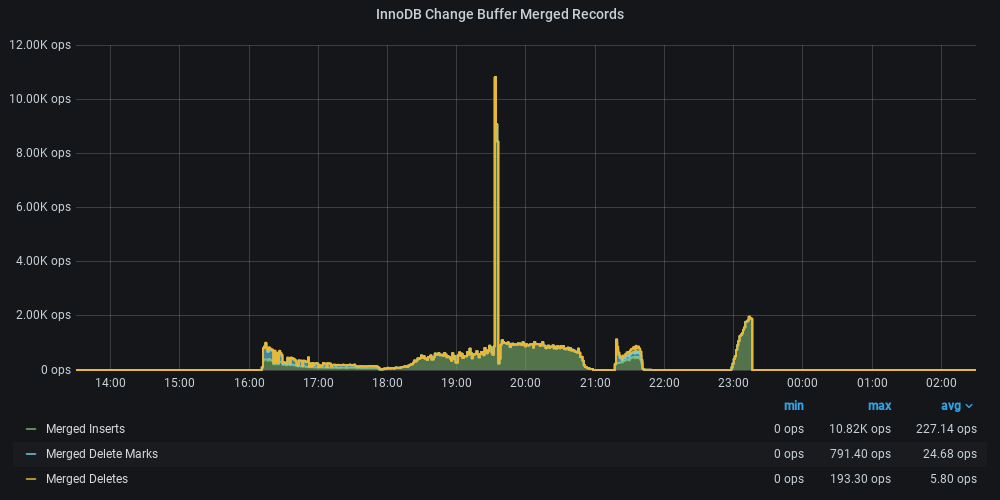 InnoDB Change Buffer Merged Records
12.00K ops
10.00K ops
8.00K ops
6.00K ops
4.00K ops
2.00K ops
0 ops
14:00 15:00 16:00 17:00 18:00 19:00 20:00 21:00 22:00 23:00 00:00 01:00 02:00
min max avg
Merged Inserts 0 ops 10.82K ops 227.14 ops
Merged Delete Marks 0 ops 791.40 ops 24.68 ops
Merged Deletes 0 ops 193.30 ops 5.80 ops